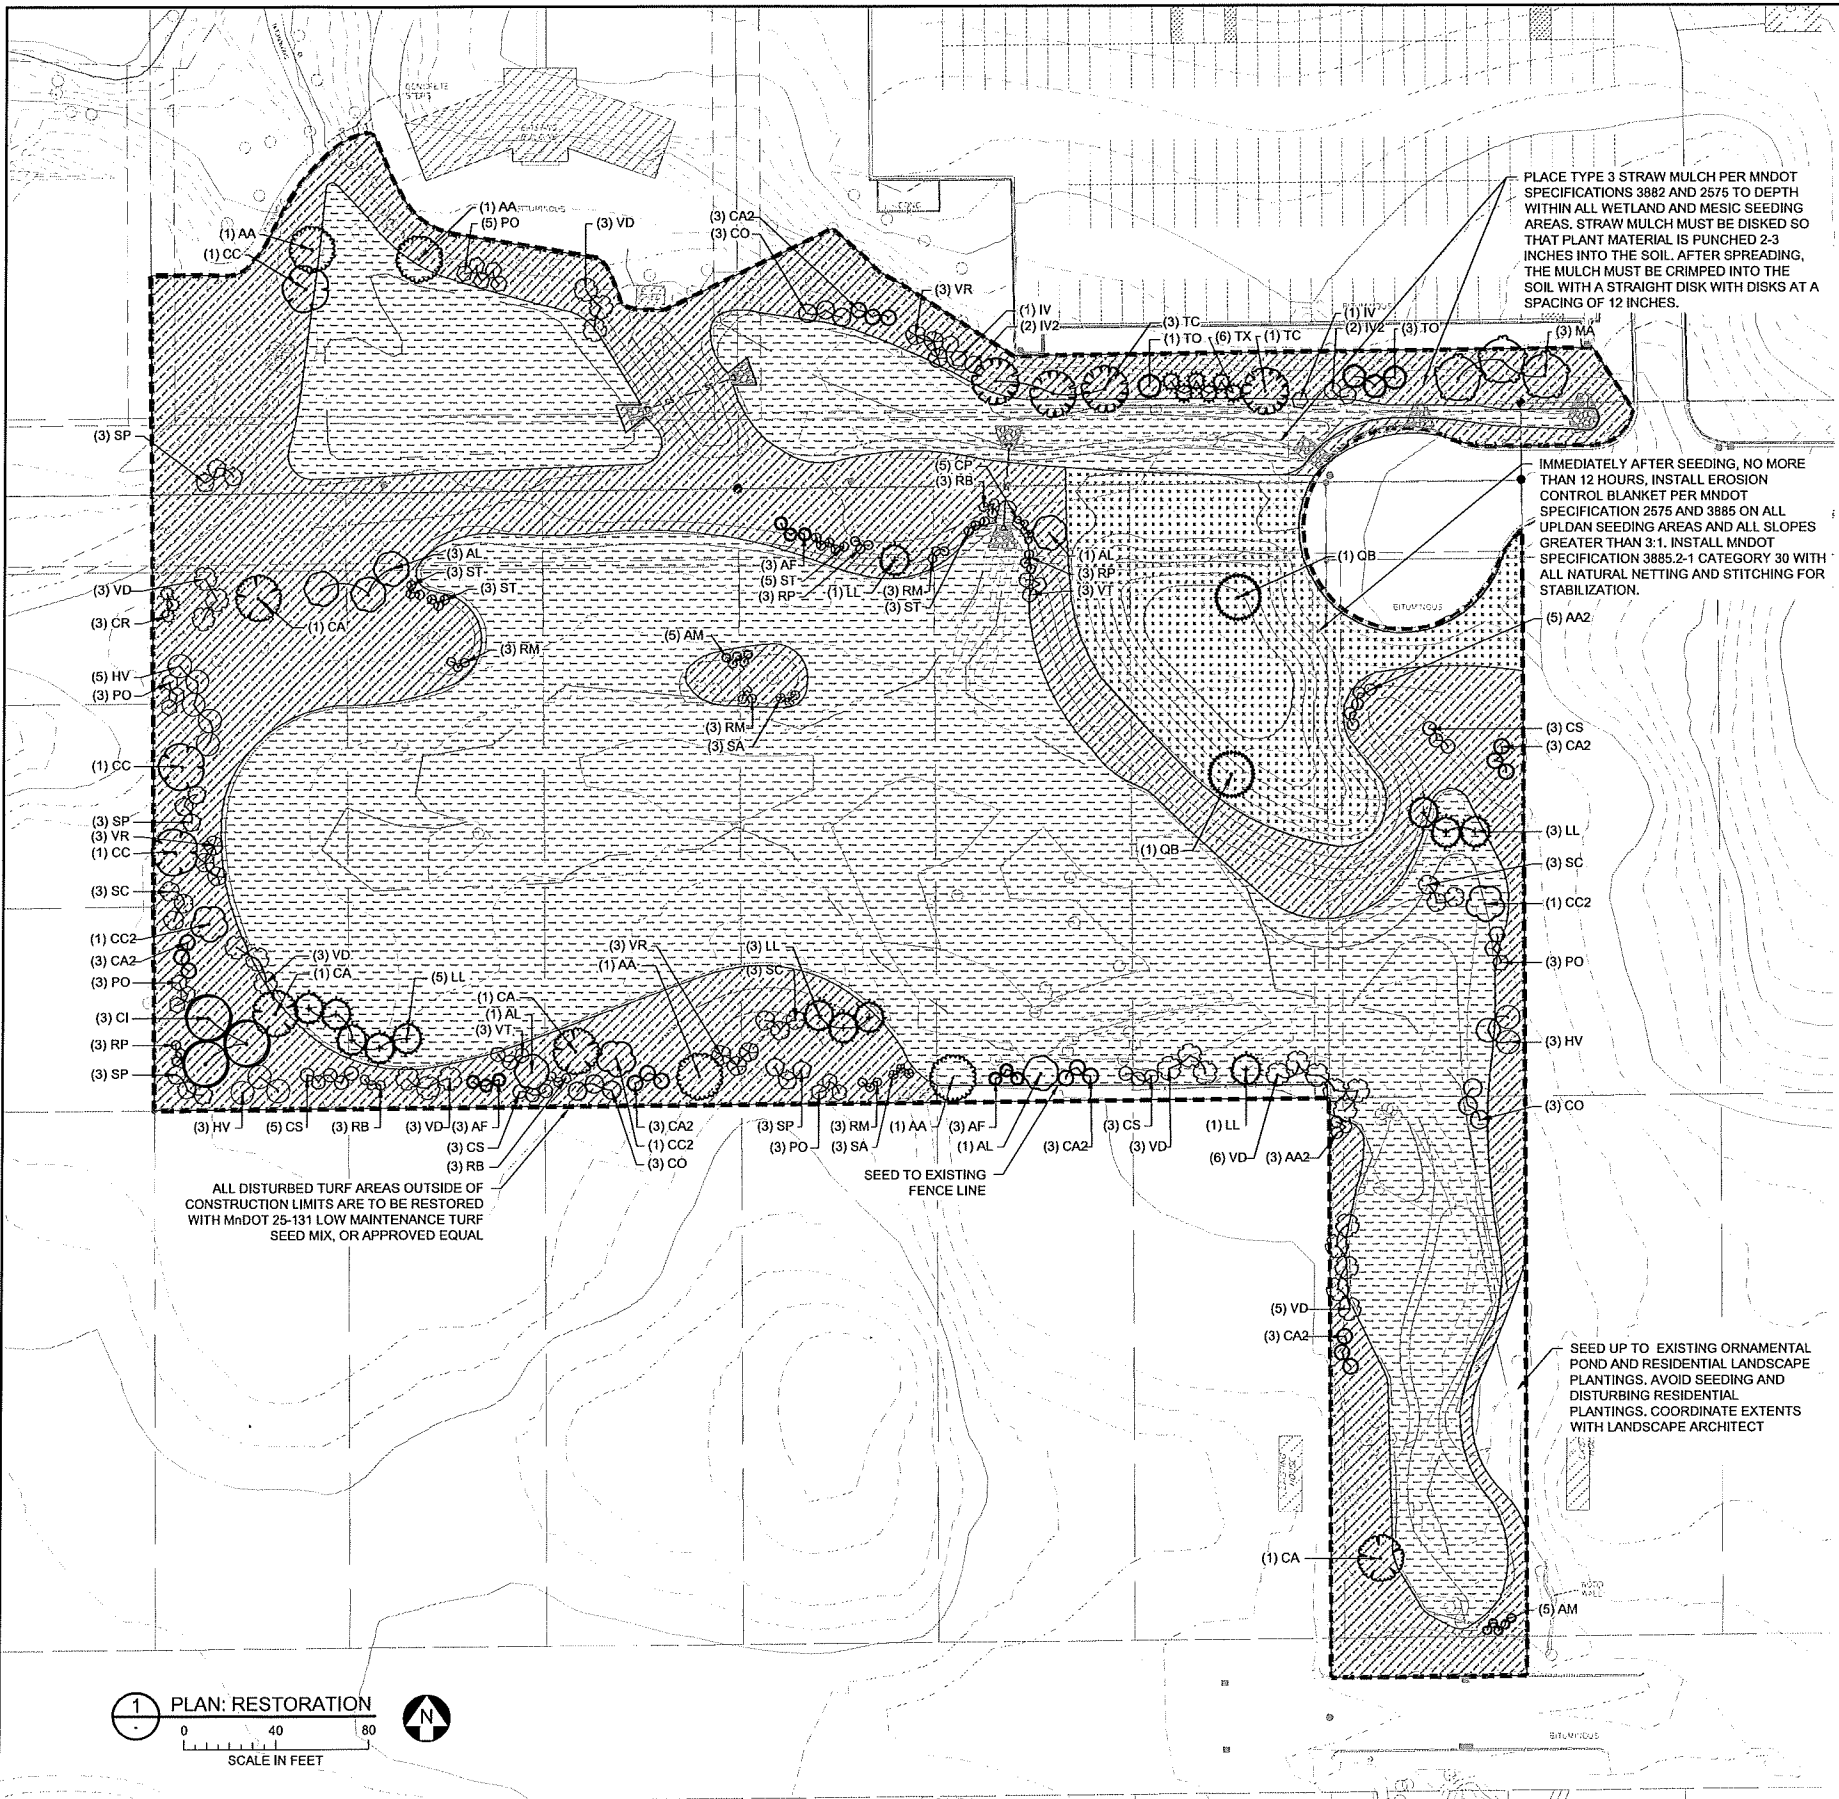 CONCRETE
STEPS
EXISTING
BUILDING
(1) AA
(5) PO
BITUMINOUS
(3) VD
(1) AA
(1) CC
(3) CA2
(3) CO
CONC.
(3) VR
(1) IV
(2) IV2
(3) TC
(1) TO
(6) TX
(1) TC
BITUMINOUS
(1) IV
(2) IV2
(3) TO
(3) MA
PLACE TYPE 3 STRAW MULCH PER MNDOT
SPECIFICATIONS 3882 AND 2575 TO DEPTH
WITHIN ALL WETLAND AND MESIC SEEDING
AREAS. STRAW MULCH MUST BE DISKED SO
THAT PLANT MATERIAL IS PUNCHED 2-3
INCHES INTO THE SOIL. AFTER SPREADING,
THE MULCH MUST BE CRIMPED INTO THE
SOIL WITH A STRAIGHT DISK WITH DISKS AT A
SPACING OF 12 INCHES.
(3) SP
(5) CP
(3) RB
IMMEDIATELY AFTER SEEDING, NO MORE
THAN 12 HOURS, INSTALL EROSION
CONTROL BLANKET PER MNDOT
SPECIFICATION 2575 AND 3885 ON ALL
UPLDAN SEEDING AREAS AND ALL SLOPES
GREATER THAN 3:1. INSTALL MNDOT
SPECIFICATION 3885.2-1 CATEGORY 30 WITH
ALL NATURAL NETTING AND STITCHING FOR
STABILIZATION.
BITUMINOUS
(3) AL
(3) ST
(3) ST
(3) VD
(3) CR
(1) CA
(3) AF
(5) ST
(3) RP
(1) LL
(3) RM
(3) ST
(1) AL
(3) RP
(3) VT
(1) QB
(5) AA2
(3) RM
(5) AM
(5) HV
(3) PO
(3) RM
(3) SA
(3) CS
(3) CA2
(1) CC
(3) SP
(3) VR
(1) CC
(1) QB
(3) LL
(3) SC
(3) SC
(1) CC2
(1) CC2
(3) CA2
(3) PO
(3) VD
(1) CA
(5) LL
(3) VR
(1) AA
(3) LL
(3) SC
(3) PO
(3) CI
(3) RP
(3) SP
(1) CA
(1) AL
(3) VT
(3) HV
(3) CO
(3) HV
(5) CS
(3) RB
(3) VD
(3) AF
(3) CS
(3) RB
(3) CA2
(1) CC2
(3) CO
(3) SP
(3) PO
(3) RM
(3) SA
(1) AA
(3) AF
(1) AL
(3) CA2
(3) CS
(3) VD
(1) LL
(6) VD
(3) AA2
SEED TO EXISTING
FENCE LINE
ALL DISTURBED TURF AREAS OUTSIDE OF
CONSTRUCTION LIMITS ARE TO BE RESTORED
WITH MnDOT 25-131 LOW MAINTENANCE TURF
SEED MIX, OR APPROVED EQUAL
(5) VD
(3) CA2
SEED UP TO EXISTING ORNAMENTAL
POND AND RESIDENTIAL LANDSCAPE
PLANTINGS. AVOID SEEDING AND
DISTURBING RESIDENTIAL
PLANTINGS. COORDINATE EXTENTS
WITH LANDSCAPE ARCHITECT
HOUSE
(1) CA
(5) AM
WALL
1
-
PLAN: RESTORATION
N
0 40 80
SCALE IN FEET
BITUMINOUS